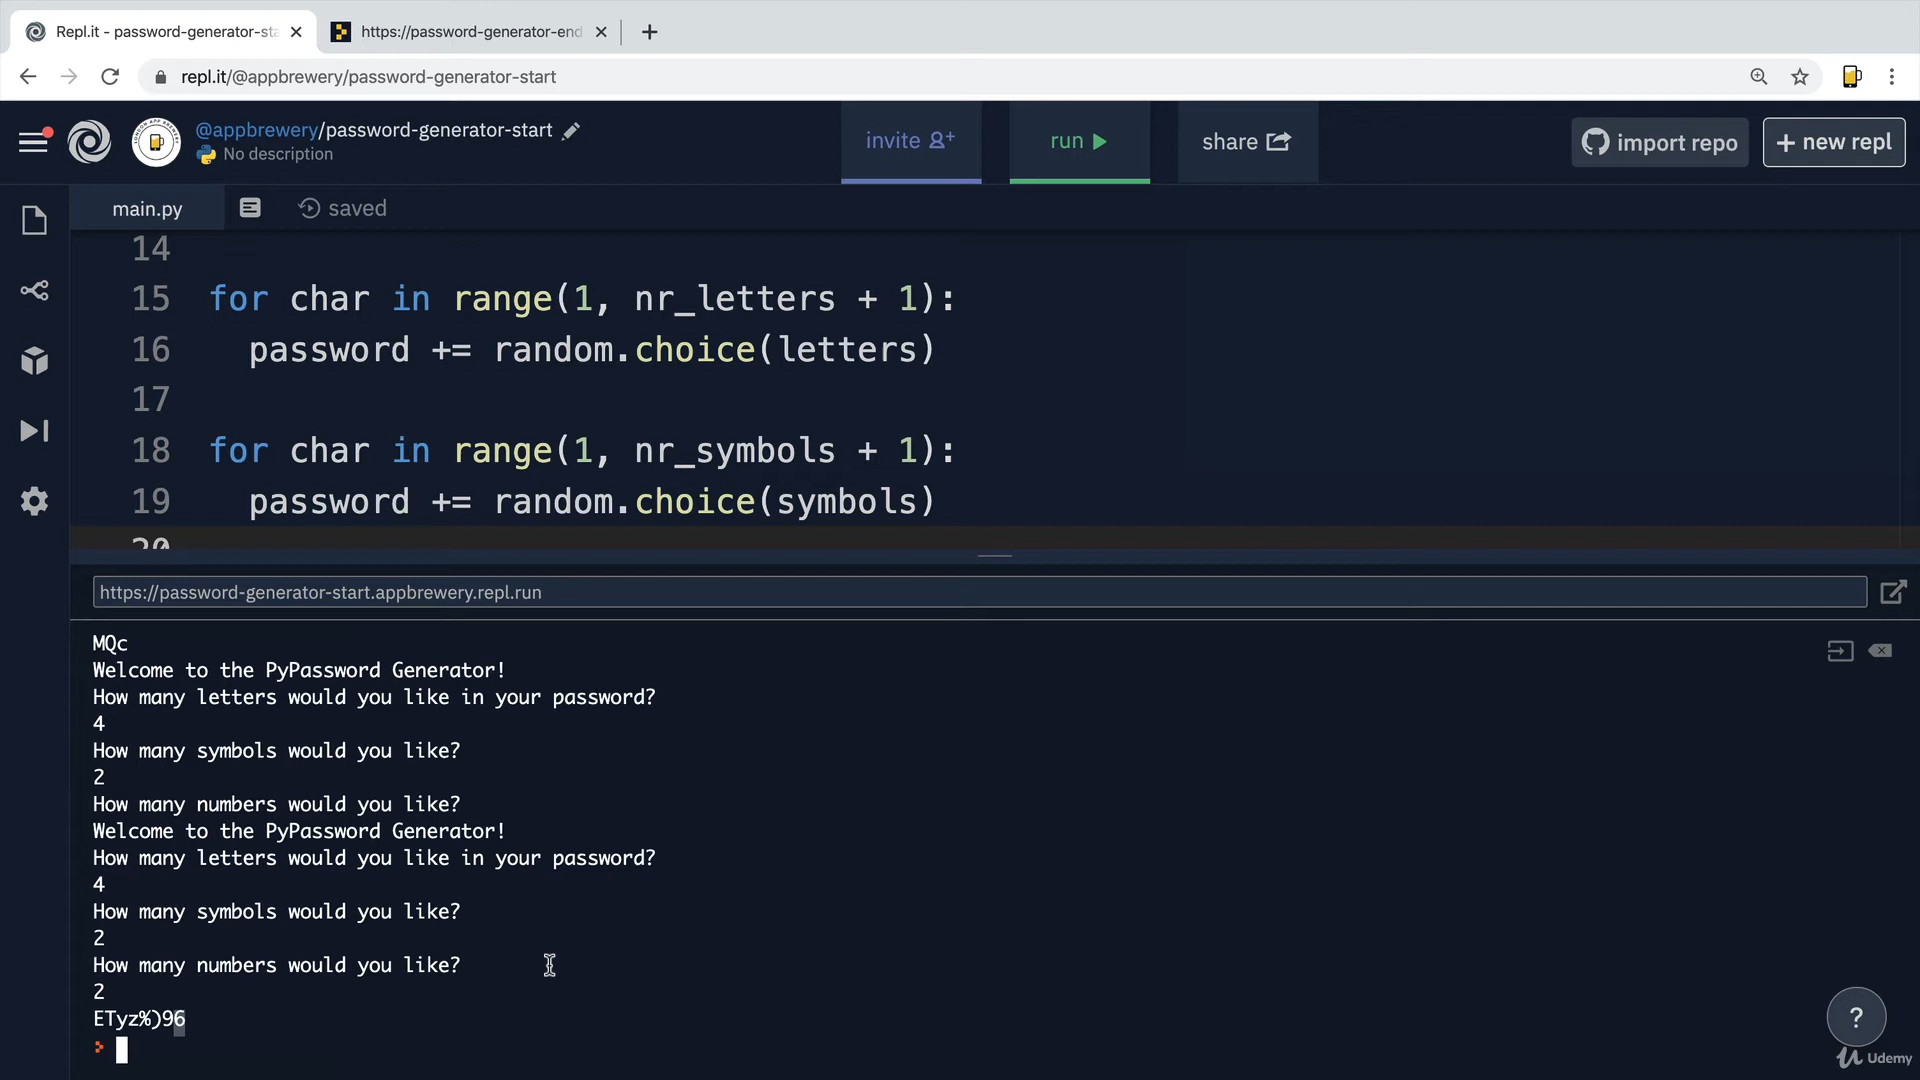 Repl.it - password-generator-sta
https://password-generator-end
repl.it/@appbrewery/password-generator-start
LONDON APP BREWERY
@appbrewery/password-generator-start
No description
invite
run
share
import repo
+ new repl
main.py
saved
14
15 for char in range(1, nr_letters + 1):
16 password += random.choice(letters)
17
18 for char in range(1, nr_symbols + 1):
19 password += random.choice(symbols)
20
https://password-generator-start.appbrewery.repl.run
MQc
Welcome to the PyPassword Generator!
How many letters would you like in your password?
4
How many symbols would you like?
2
How many numbers would you like?
Welcome to the PyPassword Generator!
How many letters would you like in your password?
4
How many symbols would you like?
2
How many numbers would you like?
2
ETyz%)96
?
Udemy